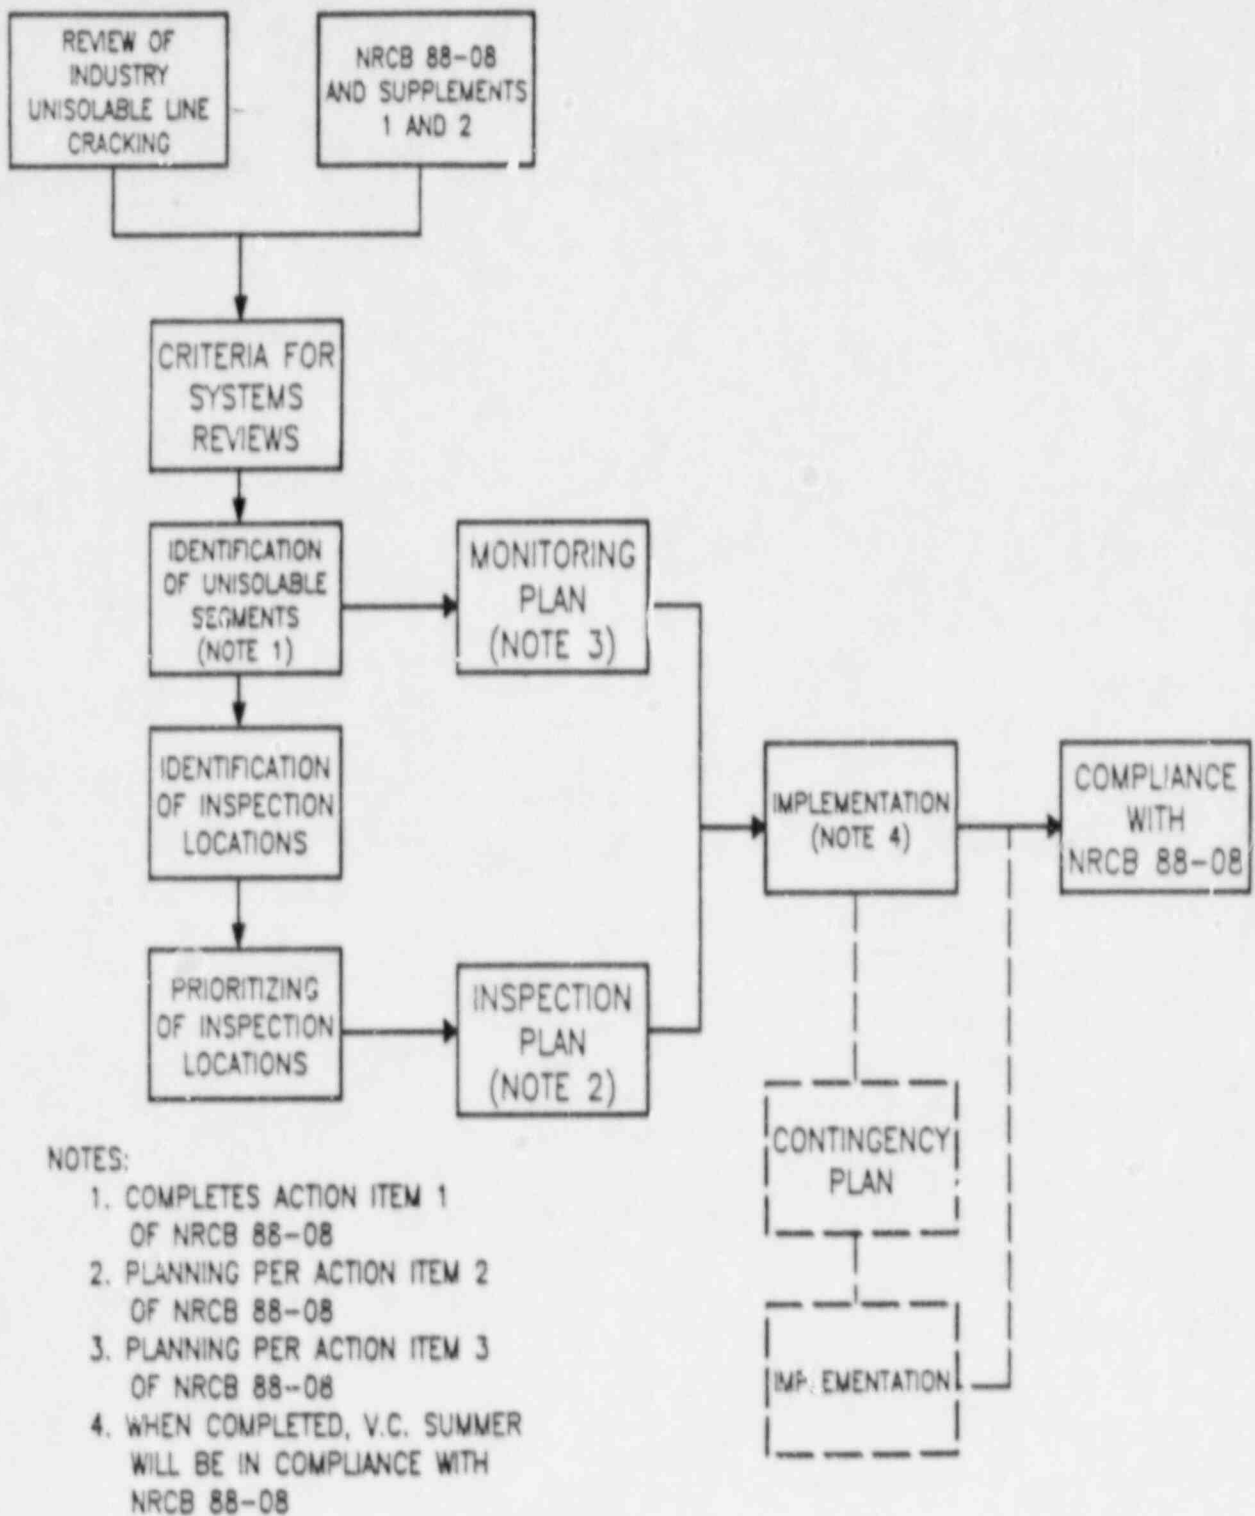 REVIEW OF
INDUSTRY
UNISOLABLE LINE
CRACKING
NRCB 88-08
AND SUPPLEMENTS
1 AND 2
CRITERIA FOR
SYSTEMS
REVIEWS
IDENTIFICATION
OF UNISOLABLE
SEGMENTS
(NOTE 1)
MONITORING
PLAN
(NOTE 3)
IDENTIFICATION
OF INSPECTION
LOCATIONS
IMPLEMENTATION
(NOTE 4)
COMPLIANCE
WITH
NRCB 88-08
PRIORITIZING
OF INSPECTION
LOCATIONS
INSPECTION
PLAN
(NOTE 2)
CONTINGENCY
PLAN
IMPLEMENTATION
NOTES:
1. COMPLETES ACTION ITEM 1
OF NRCB 88-08
2. PLANNING PER ACTION ITEM 2
OF NRCB 88-08
3. PLANNING PER ACTION ITEM 3
OF NRCB 88-08
4. WHEN COMPLETED, V.C. SUMMER
WILL BE IN COMPLIANCE WITH
NRCB 88-08